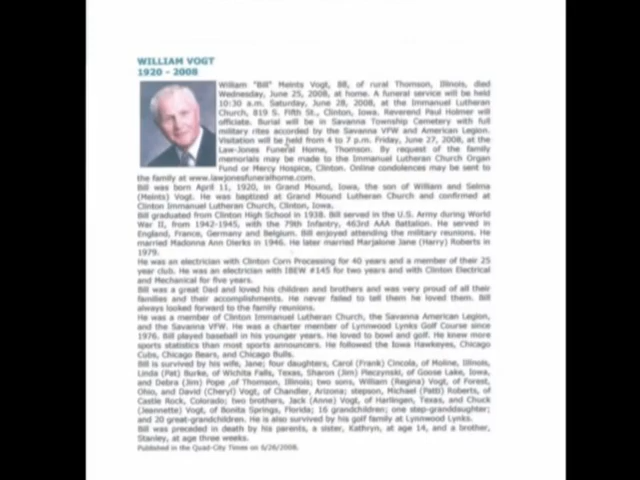 WILLIAM VOGT
1920 - 2008
William "Bill" Meints Vogt, 88, of rural Thomson, Illinois, died
Wednesday, June 25, 2008, at home. A funeral service will be held
10:30 a.m. Saturday, June 28, 2008, at the Immanuel Lutheran
Church, 819 S. Fifth St., Clinton, Iowa. Reverend Paul Holmer will
officiate. Burial will be in Savanna Township Cemetery with full
military rites accorded by the Savanna VFW and American Legion.
Visitation will be held from 4 to 7 p.m. Friday, June 27, 2008, at the
Law-Jones Funeral Home, Thomson. By request of the family
memorials may be made to the Immanuel Lutheran Church Organ
Fund or Mercy Hospice, Clinton. Online condolences may be sent to
the family at www.lawjonesfuneralhome.com.
Bill was born April 11, 1920, in Grand Mound, Iowa, the son of William and Selma
(Meints) Vogt. He was baptized at Grand Mound Lutheran Church and confirmed at
Clinton Immanuel Lutheran Church, Clinton, Iowa.
Bill graduated from Clinton High School in 1938. Bill served in the U.S. Army during World
War II, from 1942-1945, with the 79th Infantry, 463rd AAA Battalion. He served in
England, France, Germany and Belgium. Bill enjoyed attending the military reunions. He
married Madonna Ann Dierks in 1946. He later married Marjalone Jane (Harry) Roberts in
1979.
He was an electrician with Clinton Corn Processing for 40 years and a member of their 25
year club. He was an electrician with IBEW #145 for two years and with Clinton Electrical
and Mechanical for five years.
Bill was a great Dad and loved his children and brothers and was very proud of all their
families and their accomplishments. He never failed to tell them he loved them. Bill
always looked forward to the family reunions.
He was a member of Clinton Immanuel Lutheran Church, the Savanna American Legion,
and the Savanna VFW. He was a charter member of Lynnwood Lynks Golf Course since
1976. Bill played baseball in his younger years. He loved to bowl and golf. He knew more
sports statistics than most sports announcers. He followed the Iowa Hawkeyes, Chicago
Cubs, Chicago Bears, and Chicago Bulls.
Bill is survived by his wife, Jane; four daughters, Carol (Frank) Cincola, of Moline, Illinois,
Linda (Pat) Burke, of Wichita Falls, Texas, Sharon (Jim) Pieczynski, of Goose Lake, Iowa,
and Debra (Jim) Pope ,of Thomson, Illinois; two sons, William (Regina) Vogt, of Forest,
Ohio, and David (Cheryl) Vogt, of Chandler, Arizona; stepson, Michael (Patti) Roberts, of
Castle Rock, Colorado; two brothers, Jack (Anne) Vogt, of Harlingen, Texas, and Chuck
(Jeannette) Vogt, of Bonita Springs, Florida; 16 grandchildren; one step-granddaughter;
and 20 great-grandchildren. He is also survived by his golf family at Lynnwood Lynks.
Bill was preceded in death by his parents, a sister, Kathryn, at age 14, and a brother,
Stanley, at age three weeks.
Published in the Quad-City Times on 6/26/2008.